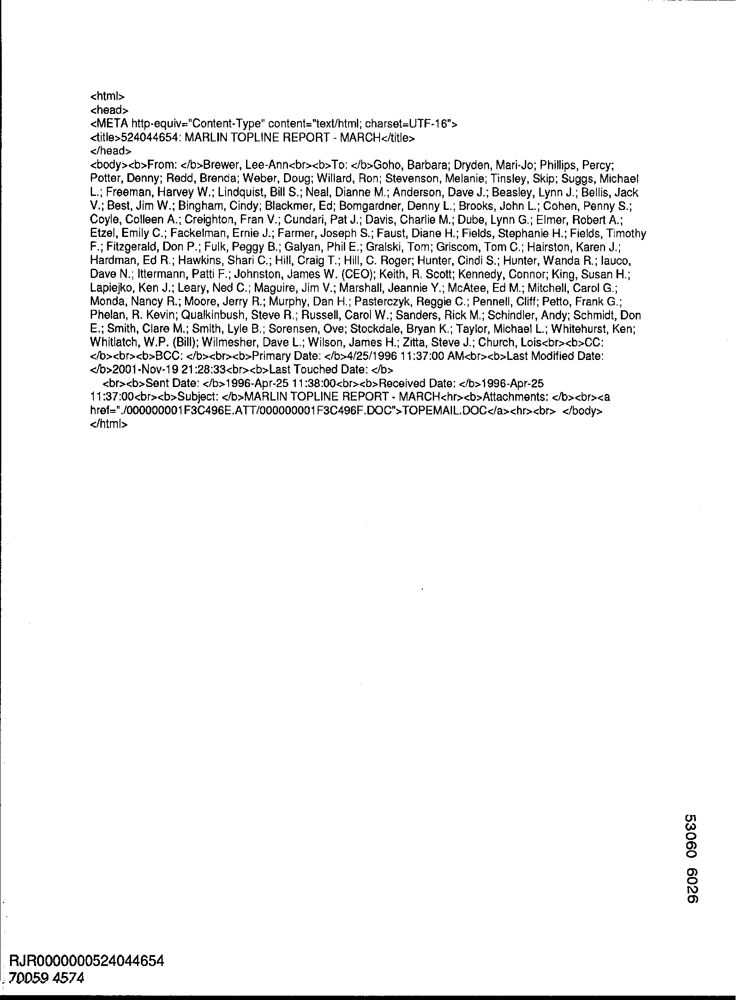 <html>
<head>
<META http-equiv="Content-Type" content="text/html; charset=UTF-16">
<title>524044654: MARLIN TOPLINE REPORT - MARCH</title>
</head>
<body><b>From: </b>Brewer, Lee-Ann<br><b>To: </b>Goho, Barbara; Dryden, Mari-Jo; Phillips, Percy;
Potter, Denny; Redd, Brenda; Weber, Doug; Willard, Ron; Stevenson, Melanie; Tinsley, Skip; Suggs, Michael
L.; Freeman, Harvey W.; Lindquist, Bill S.; Neal, Dianne M.; Anderson, Dave J.; Beasley, Lynn J.; Bellis, Jack
V.; Best, Jim W.; Bingham, Cindy; Blackmer, Ed; Bomgardner, Denny L.; Brooks, John L.; Cohen, Penny S.;
Coyle, Colleen A.; Creighton, Fran V.; Cundari, Pat J.; Davis, Charlie M.; Dube, Lynn G.; Elmer, Robert A.;
Etzel, Emily C.; Fackelman, Ernie J.; Farmer, Joseph S.; Faust, Diane H.; Fields, Stephanie H.; Fields, Timothy
F.; Fitzgerald, Don P.; Fulk, Peggy B.; Galyan, Phil E.; Gralski, Tom; Griscom, Tom C.; Hairston, Karen J.;
Hardman, Ed R.; Hawkins, Shari C.; Hill, Craig T.; Hill, C. Roger; Hunter, Cindi S.; Hunter, Wanda R.; Iauco,
Dave N.; Ittermann, Patti F.; Johnston, James W. (CEO); Keith, R. Scott; Kennedy, Connor; King, Susan H.;
Lapiejko, Ken J.; Leary, Ned C.; Maguire, Jim V.; Marshall, Jeannie Y.; McAtee, Ed M.; Mitchell, Carol G.;
Monda, Nancy R.; Moore, Jerry R.; Murphy, Dan H.; Pasterczyk, Reggie C.; Pennell, Cliff; Petto, Frank G.;
Phelan, R. Kevin; Qualkinbush, Steve R.; Russell, Carol W.; Sanders, Rick M.; Schindler, Andy; Schmidt, Don
E.; Smith, Clare M.; Smith, Lyle B.; Sorensen, Ove; Stockdale, Bryan K.; Taylor, Michael L.; Whitehurst, Ken;
Whitlatch, W.P. (Bill); Wilmesher, Dave L.; Wilson, James H.; Zitta, Steve J.; Church, Lois<br><b>CC:
</b><br><b>BCC: </b><br><b>Primary Date: </b>4/25/1996 11:37:00 AM<br><b>Last Modified Date:
</b>2001-Nov-19 21:28:33<br><b>Last Touched Date: </b>
<br><b>Sent Date: </b>1996-Apr-25 11:38:00<br><b>Received Date: </b>1996-Apr-25
11:37:00<br><b>Subject: </b>MARLIN TOPLINE REPORT - MARCH<hr><b>Attachments: </b><br><a
href="./000000001F3C496E.ATT/000000001F3C496F.DOC">TOPEMAIL.DOC</a><hr><br> </body>
</html>
53060 6026
RJR0000000524044654
70059 4574